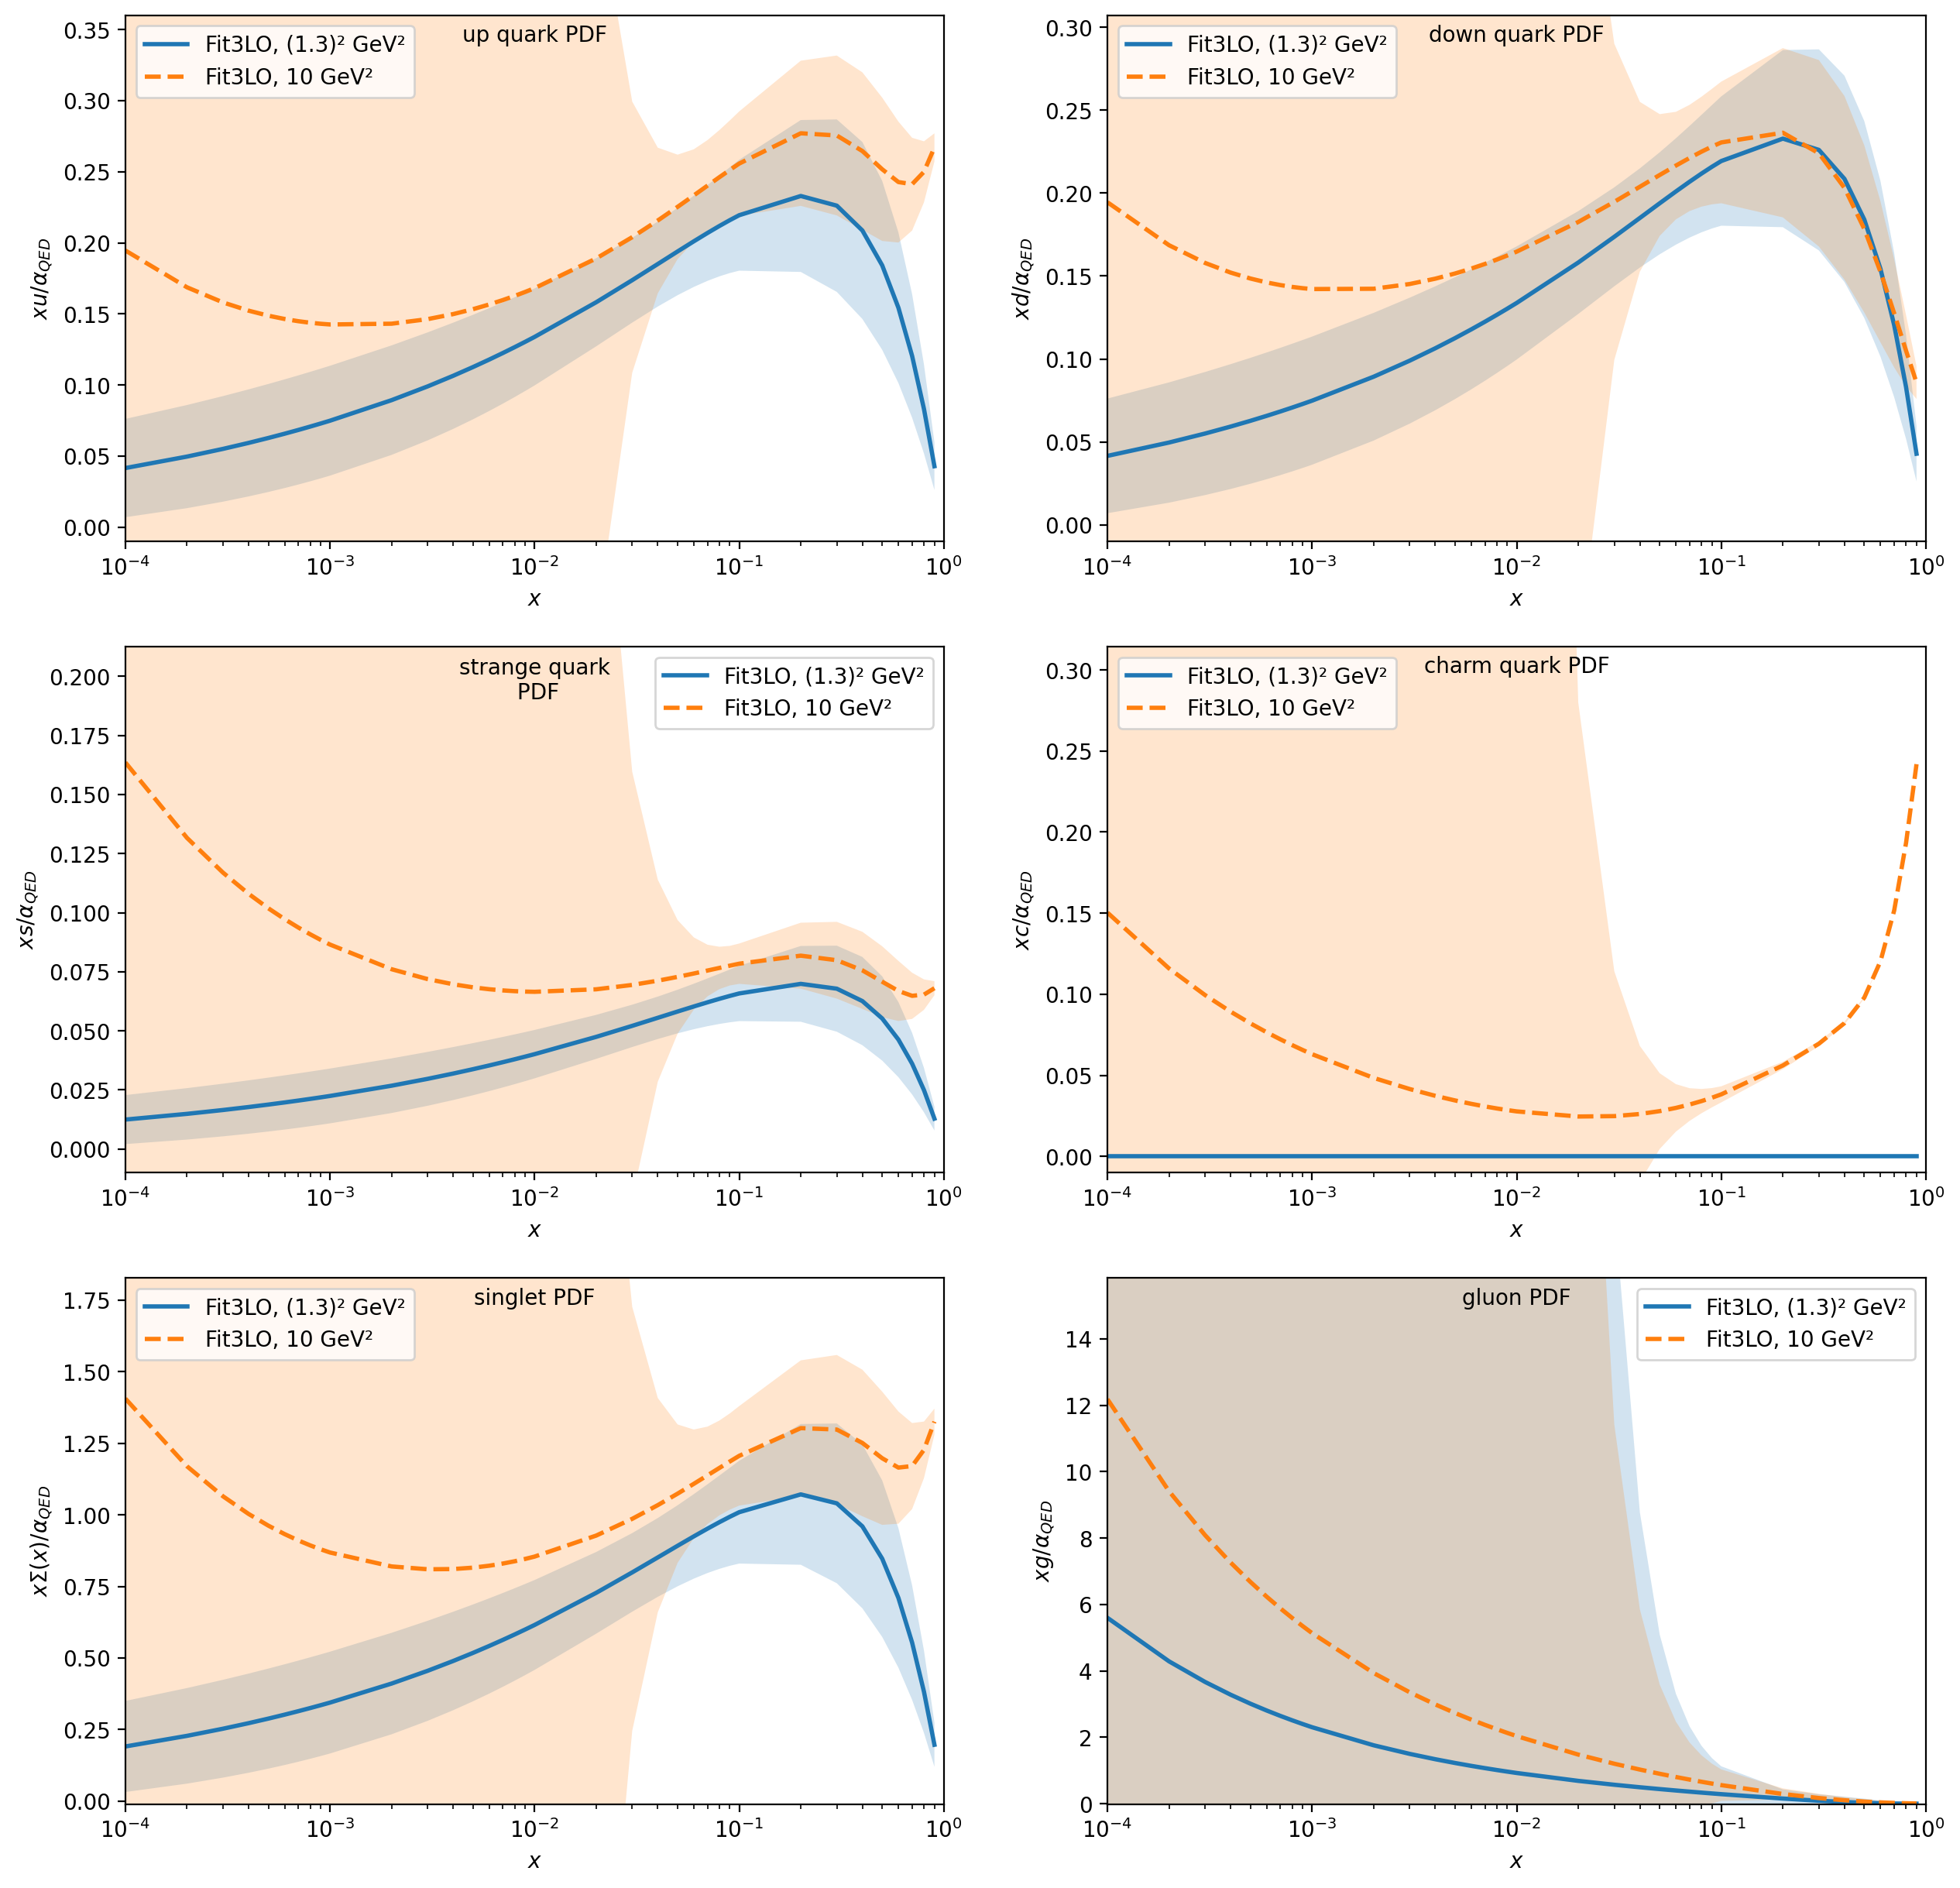 up quark PDF
Fit3LO, (1.3)² GeV²
Fit3LO, 10 GeV²
xu/α_QED
0.35
0.30
0.25
0.20
0.15
0.10
0.05
0.00
10⁻⁴ 10⁻³ 10⁻² 10⁻¹ 10⁰
x
down quark PDF
Fit3LO, (1.3)² GeV²
Fit3LO, 10 GeV²
xd/α_QED
0.30
0.25
0.20
0.15
0.10
0.05
0.00
10⁻⁴ 10⁻³ 10⁻² 10⁻¹ 10⁰
x
strange quark
PDF
Fit3LO, (1.3)² GeV²
Fit3LO, 10 GeV²
xs/α_QED
0.200
0.175
0.150
0.125
0.100
0.075
0.050
0.025
0.000
10⁻⁴ 10⁻³ 10⁻² 10⁻¹ 10⁰
x
charm quark PDF
Fit3LO, (1.3)² GeV²
Fit3LO, 10 GeV²
xc/α_QED
0.30
0.25
0.20
0.15
0.10
0.05
0.00
10⁻⁴ 10⁻³ 10⁻² 10⁻¹ 10⁰
x
singlet PDF
Fit3LO, (1.3)² GeV²
Fit3LO, 10 GeV²
xΣ(x)/α_QED
1.75
1.50
1.25
1.00
0.75
0.50
0.25
0.00
10⁻⁴ 10⁻³ 10⁻² 10⁻¹ 10⁰
x
gluon PDF
Fit3LO, (1.3)² GeV²
Fit3LO, 10 GeV²
xg/α_QED
14
12
10
8
6
4
2
0
10⁻⁴ 10⁻³ 10⁻² 10⁻¹ 10⁰
x